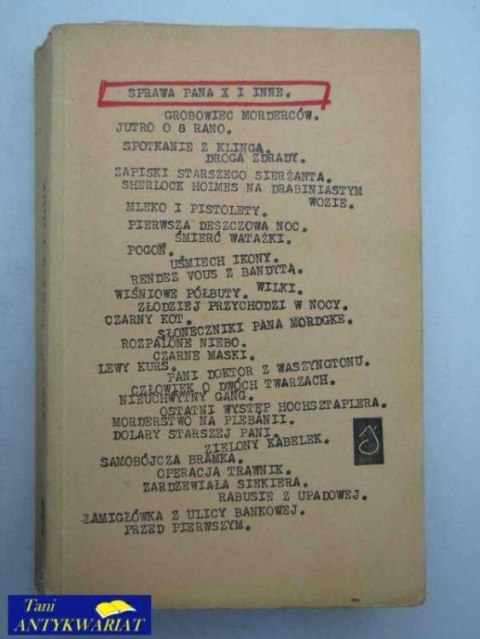 SPRAWA PANA X I INNE.
GROBOWIEC MORDERCÓW.
JUTRO O 8 RANO.
SPOTKANIE Z KLINGĄ.
DROGA ZDRADY.
ZAPISKI STARSZEGO SIERŻANTA.
SHERLOCK HOLMES NA DRABINIASTYM
WOZIE.
MLEKO I PISTOLETY.
PIERWSZA DESZCZOWA NOC.
ŚMIERĆ WATAŻKI.
POGOŃ.
UŚMIECH IKONY.
RENDEZ VOUS Z BANDYTĄ.
WIŚNIOWE PÓŁBUTY. WILKI.
ZŁODZIEJ PRZYCHODZI W NOCY.
CZARNY KOT.
SŁONECZNIKI PANA MORDGKE.
ROZPALONE NIEBO.
CZARNE MASKI.
LEWY KURS.
PANI DOKTOR Z WASZYNGTONU.
CZŁOWIEK O DWÓCH TWARZACH.
NIEUCHWYTNY GANG.
OSTATNI WYSTĘP HOCHSZTAPLERA.
MORDERSTWO NA PLEBANII.
DOLARY STARSZEJ PANI.
ZIELONY KABELEK.
SAMOBÓJCZA BRAMKA.
OPERACJA TRAWNIK.
ZARDZEWIAŁA SIEKIERA.
RABUSIE Z UPADOWEJ.
ŁAMIGŁÓWKA Z ULICY BANKOWEJ.
PRZED PIERWSZYM.
Tani
ANTYKWARIAT